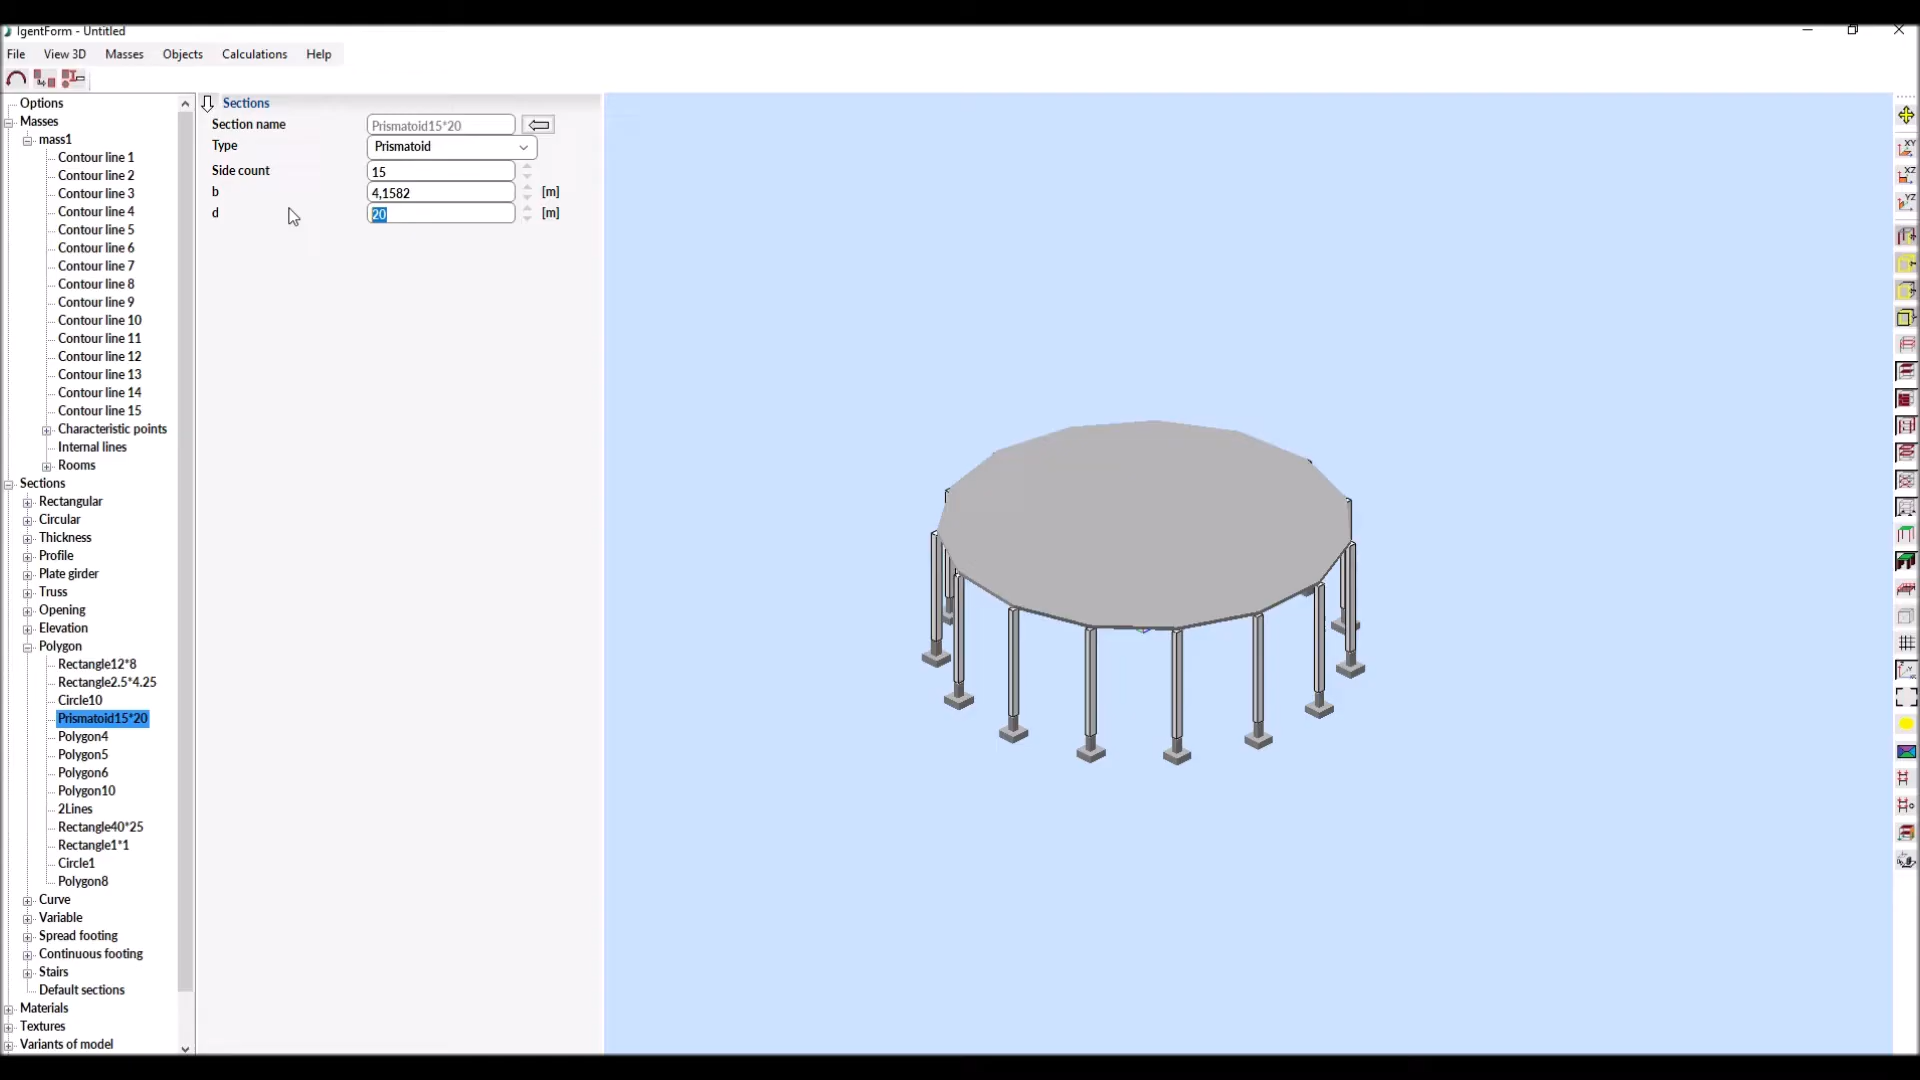 IgentForm - Untitled
File View 3D Masses Objects Calculations Help
Options
Masses
mass1
Contour line 1
Contour line 2
Contour line 3
Contour line 4
Contour line 5
Contour line 6
Contour line 7
Contour line 8
Contour line 9
Contour line 10
Contour line 11
Contour line 12
Contour line 13
Contour line 14
Contour line 15
Characteristic points
Internal lines
Rooms
Sections
Rectangular
Circular
Thickness
Profile
Plate girder
Truss
Opening
Elevation
Polygon
Rectangle12*8
Rectangle2.5*4.25
Circle10
Prismatoid15*20
Polygon4
Polygon5
Polygon6
Polygon10
2Lines
Rectangle40*25
Rectangle1*1
Circle1
Polygon8
Curve
Variable
Spread footing
Continuous footing
Stairs
Default sections
Materials
Textures
Variants of model
Sections
Section name Prismatoid15*20
Type Prismatoid
Side count 15
b 4,1582 [m]
d 20 [m]
XY
XZ
YZ